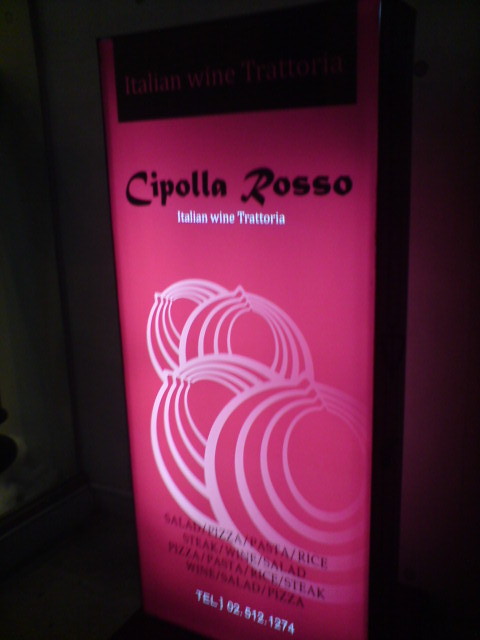 Italian wine Trattoria
Cipolla Rosso
Italian wine Trattoria
SALAD/PIZZA/PASTA/RICE
STEAK/WINE/SALAD
PIZZA/PASTA/RICE/STEAK
WINE/SALAD/PIZZA
TEL] 02.512.1274